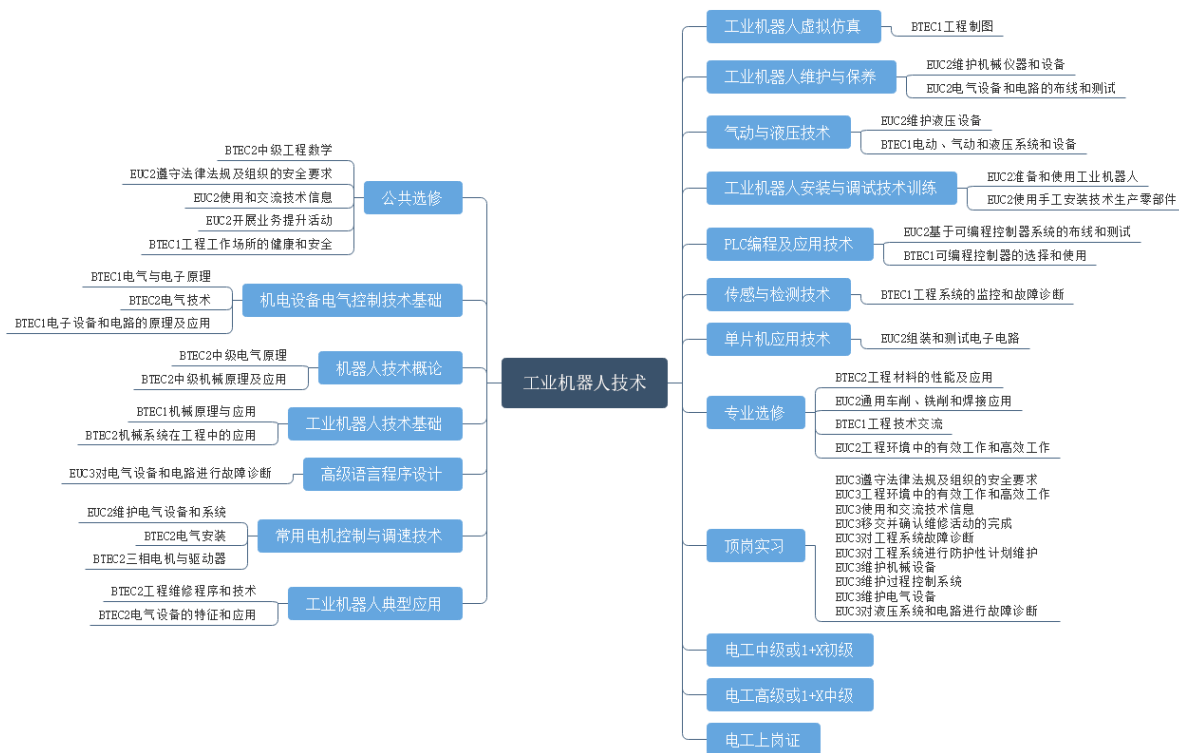 工业机器人技术
公共选修
BTEC2中级工程数学
EUC2遵守法律法规及组织的安全要求
EUC2使用和交流技术信息
EUC2开展业务提升活动
BTEC1工程工作场所的健康和安全
机电设备电气控制技术基础
BTEC1电气与电子原理
BTEC2电气技术
BTEC1电子设备和电路的原理及应用
机器人技术概论
BTEC2中级电气原理
BTEC2中级机械原理及应用
工业机器人技术基础
BTEC1机械原理与应用
BTEC2机械系统在工程中的应用
高级语言程序设计
EUC3对电气设备和电路进行故障诊断
常用电机控制与调速技术
EUC2维护电气设备和系统
BTEC2电气安装
BTEC2三相电机与驱动器
工业机器人典型应用
BTEC2工程维修程序和技术
BTEC2电气设备的特征和应用
工业机器人虚拟仿真
BTEC1工程制图
工业机器人维护与保养
EUC2维护机械仪器和设备
EUC2电气设备和电路的布线和测试
气动与液压技术
EUC2维护液压设备
BTEC1电动、气动和液压系统和设备
工业机器人安装与调试技术训练
EUC2准备和使用工业机器人
EUC2使用手工安装技术生产零部件
PLC编程及应用技术
EUC2基于可编程控制器系统的布线和测试
BTEC1可编程控制器的选择和使用
传感与检测技术
BTEC1工程系统的监控和故障诊断
单片机应用技术
EUC2组装和测试电子电路
专业选修
BTEC2工程材料的性能及应用
EUC2通用车削、铣削和焊接应用
BTEC1工程技术交流
EUC2工程环境中的有效工作和高效工作
顶岗实习
EUC3遵守法律法规及组织的安全要求
EUC3工程环境中的有效工作和高效工作
EUC3使用和交流技术信息
EUC3移交并确认维修活动的完成
EUC3对工程系统故障诊断
EUC3对工程系统进行防护性计划维护
EUC3维护机械设备
EUC3维护过程控制系统
EUC3维护电气设备
EUC3对液压系统和电路进行故障诊断
电工中级或1+X初级
电工高级或1+X中级
电工上岗证